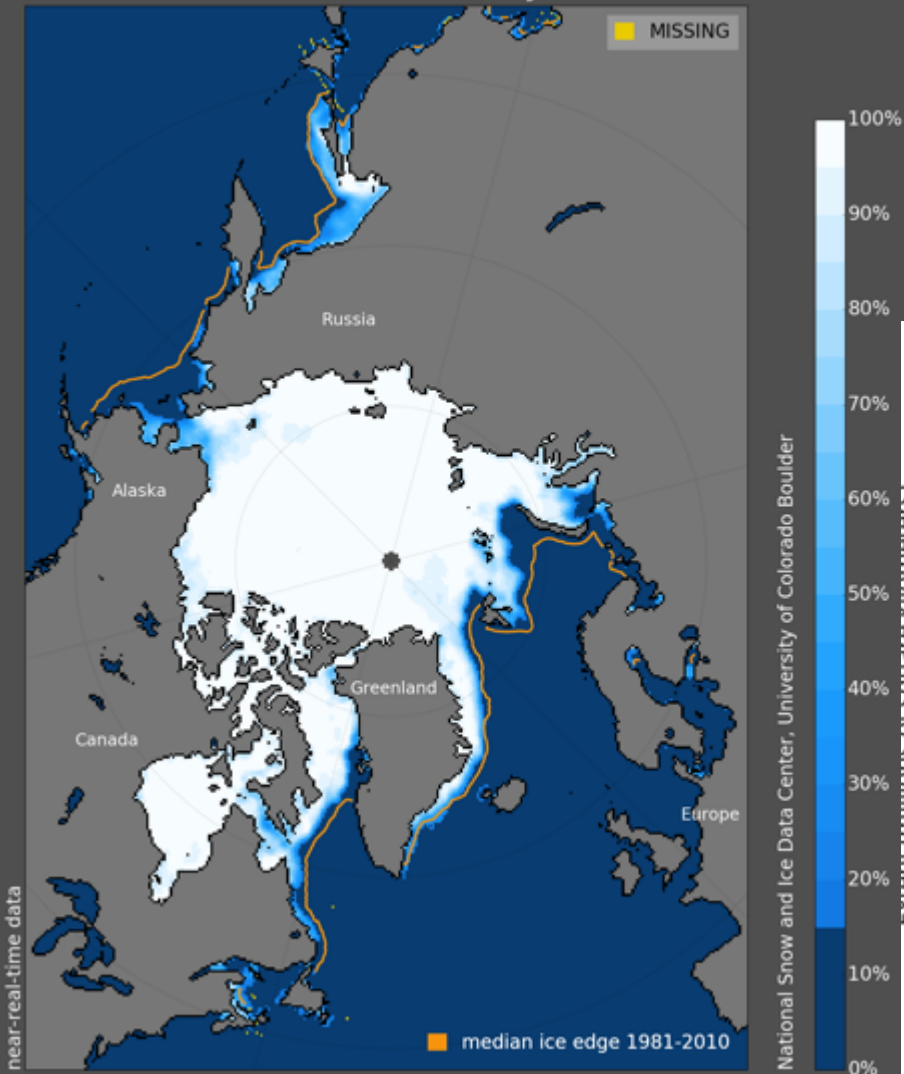 MISSING
100%
90%
80%
Russia
70%
Alaska
60%
50%
Greenland
40%
Canada
30%
Europe
20%
10%
median ice edge 1981-2010
0%
near-real-time data
National Snow and Ice Data Center, University of Colorado Boulder